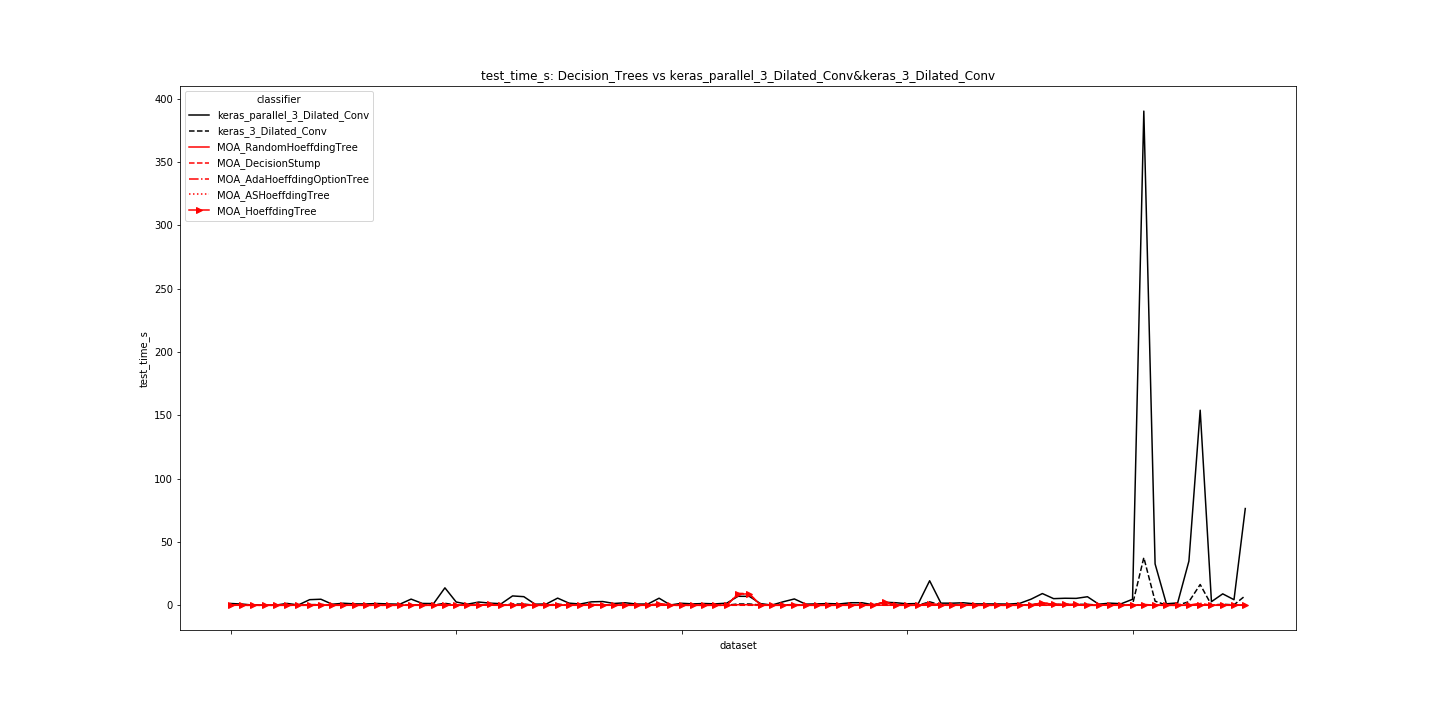 test_time_s: Decision_Trees vs keras_parallel_3_Dilated_Conv&keras_3_Dilated_Conv
classifier
keras_parallel_3_Dilated_Conv
keras_3_Dilated_Conv
MOA_RandomHoeffdingTree
MOA_DecisionStump
MOA_AdaHoeffdingOptionTree
MOA_ASHoeffdingTree
MOA_HoeffdingTree
400
350
300
250
200
150
100
50
0
test_time_s
dataset